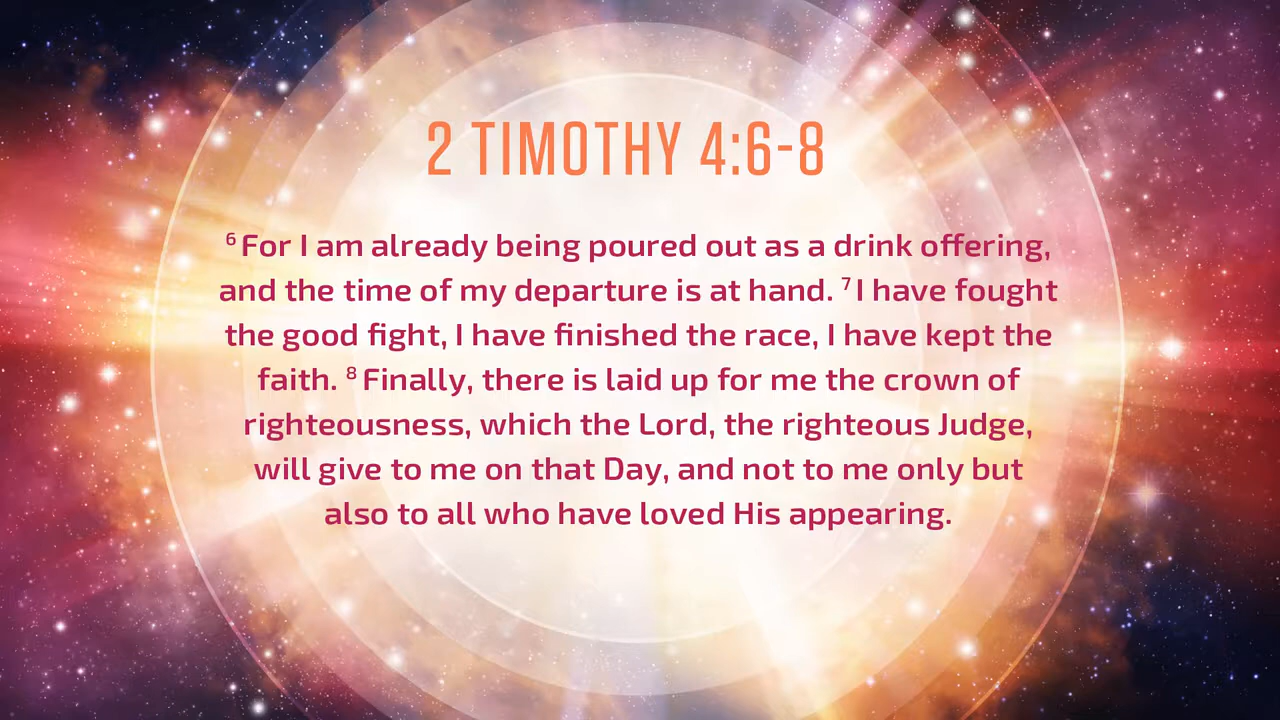 2 TIMOTHY 4:6-8
⁶ For I am already being poured out as a drink offering,
and the time of my departure is at hand. ⁷ I have fought
the good fight, I have finished the race, I have kept the
faith. ⁸ Finally, there is laid up for me the crown of
righteousness, which the Lord, the righteous Judge,
will give to me on that Day, and not to me only but
also to all who have loved His appearing.